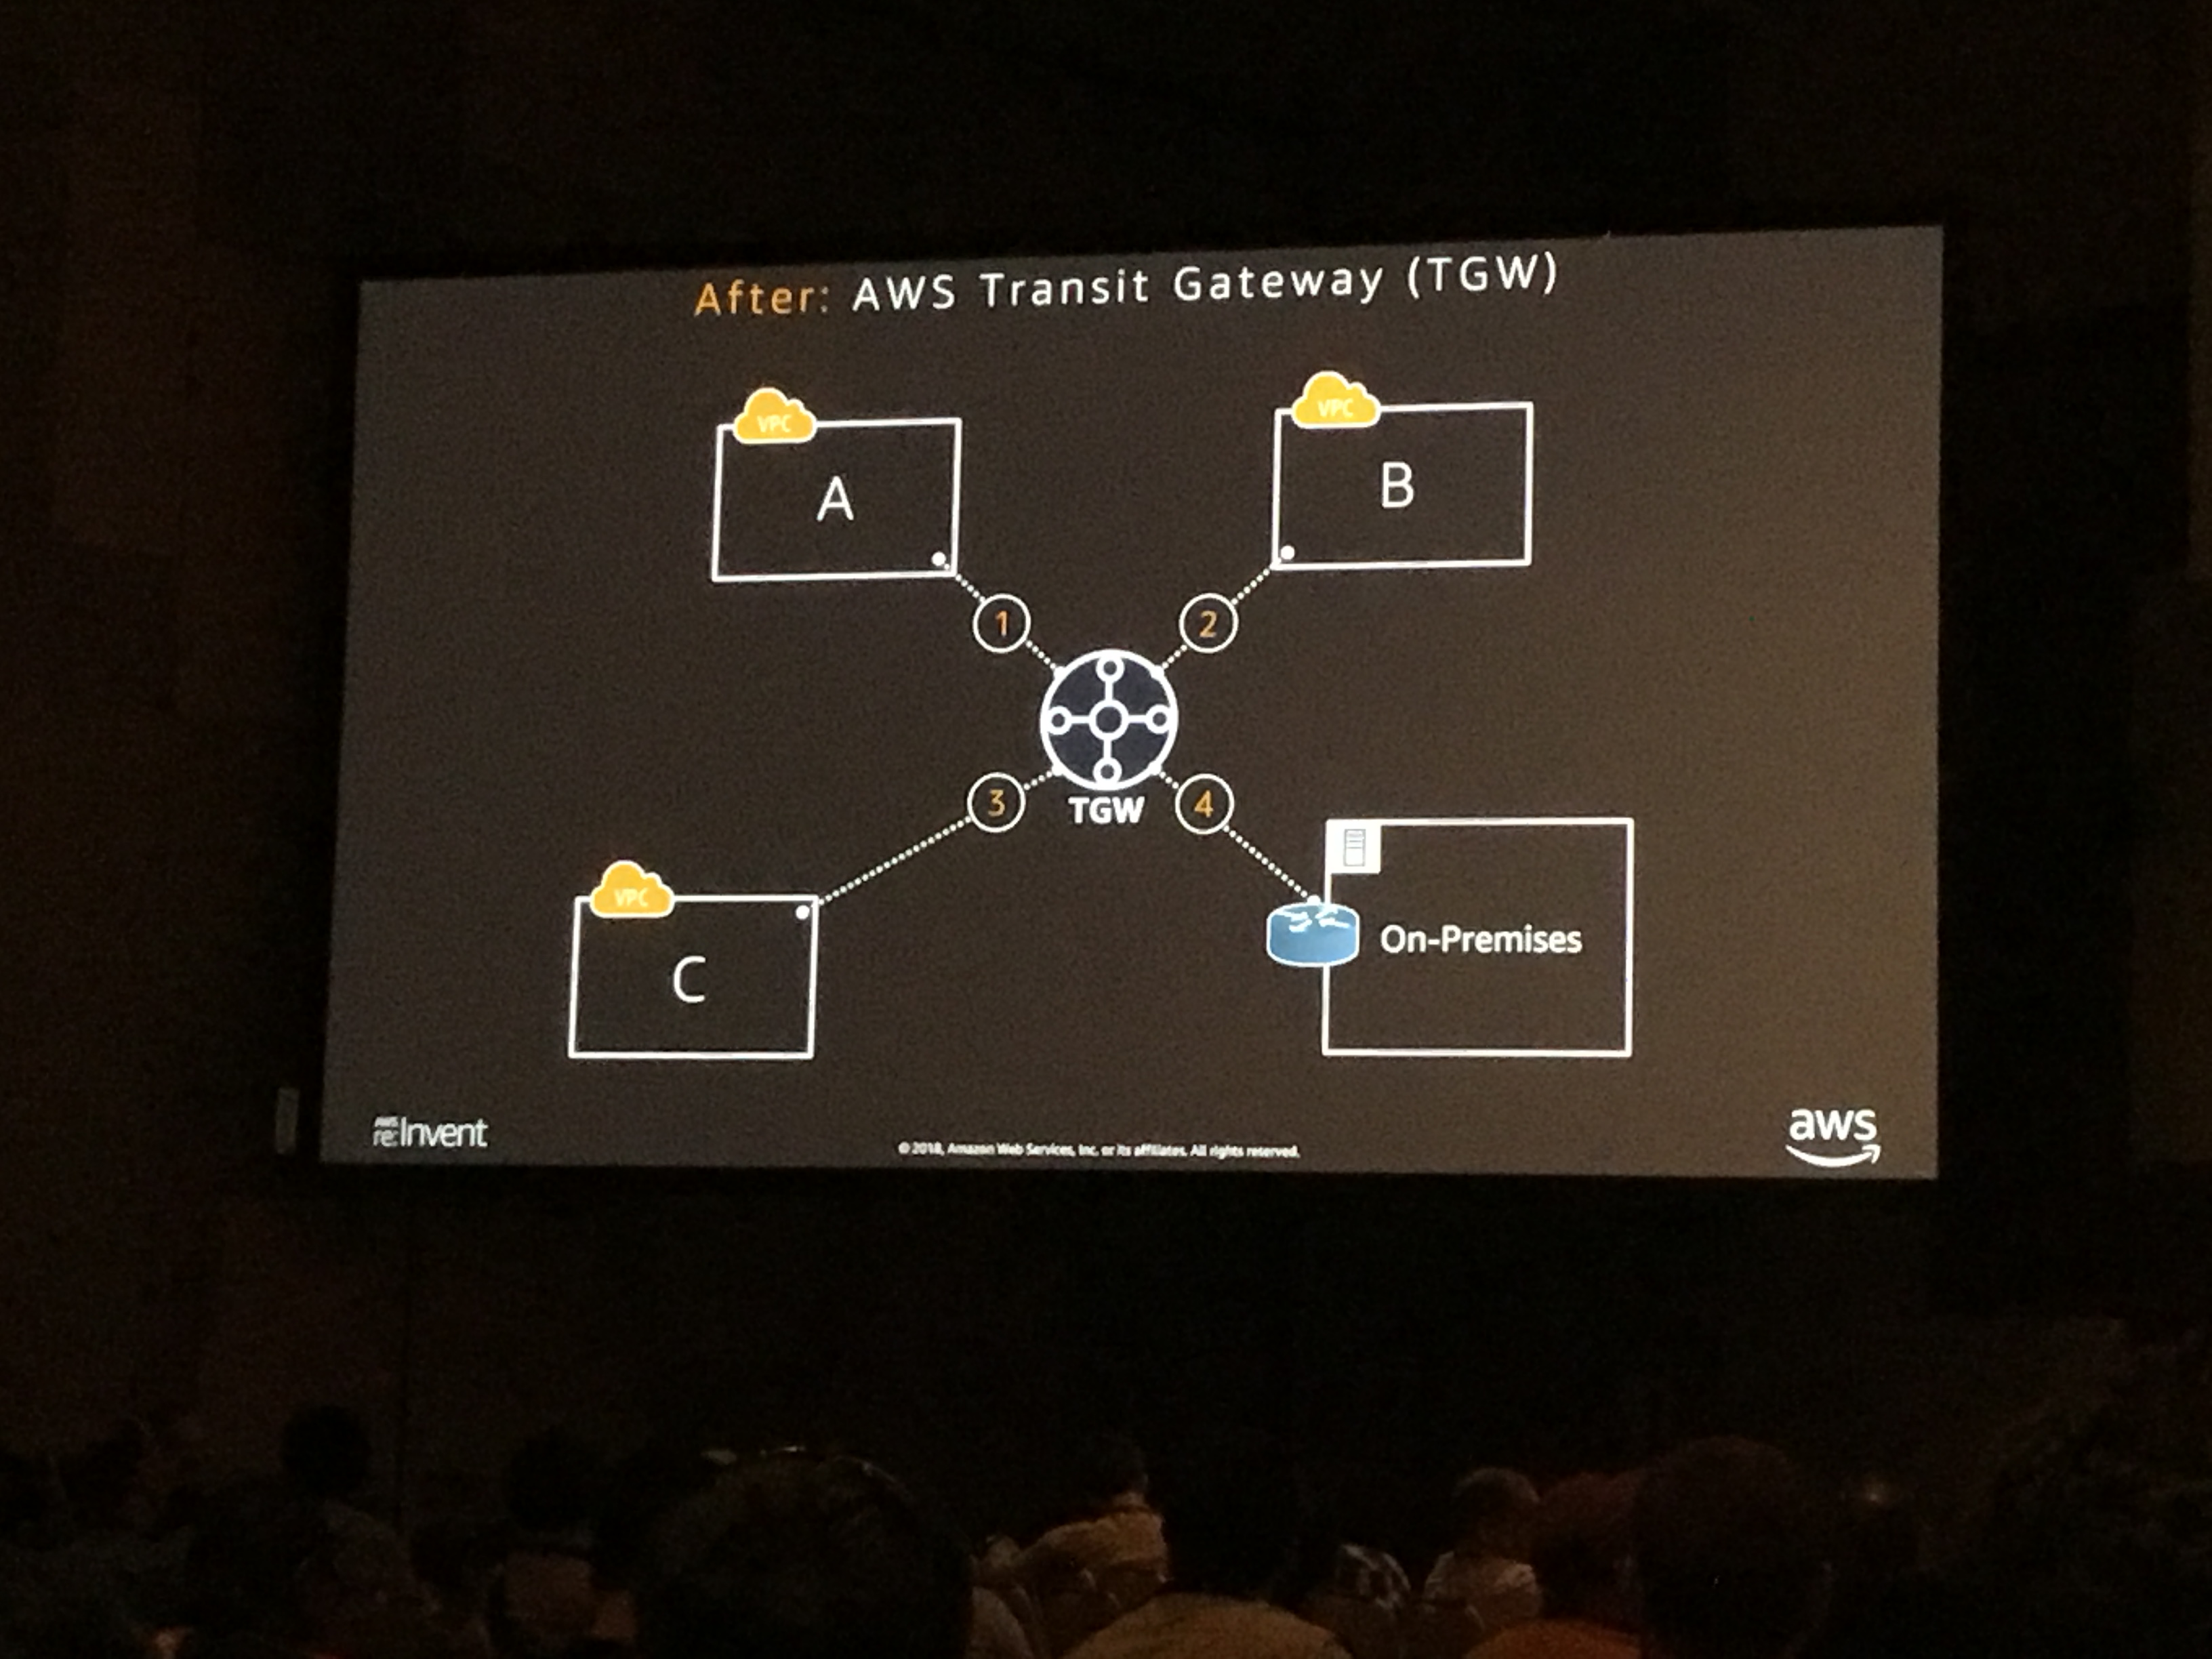 After: AWS Transit Gateway (TGW)
VPC
A
VPC
B
1
2
3
TGW
4
VPC
C
On-Premises
AWS
re:Invent
© 2018, Amazon Web Services, Inc. or its affiliates. All rights reserved.
aws